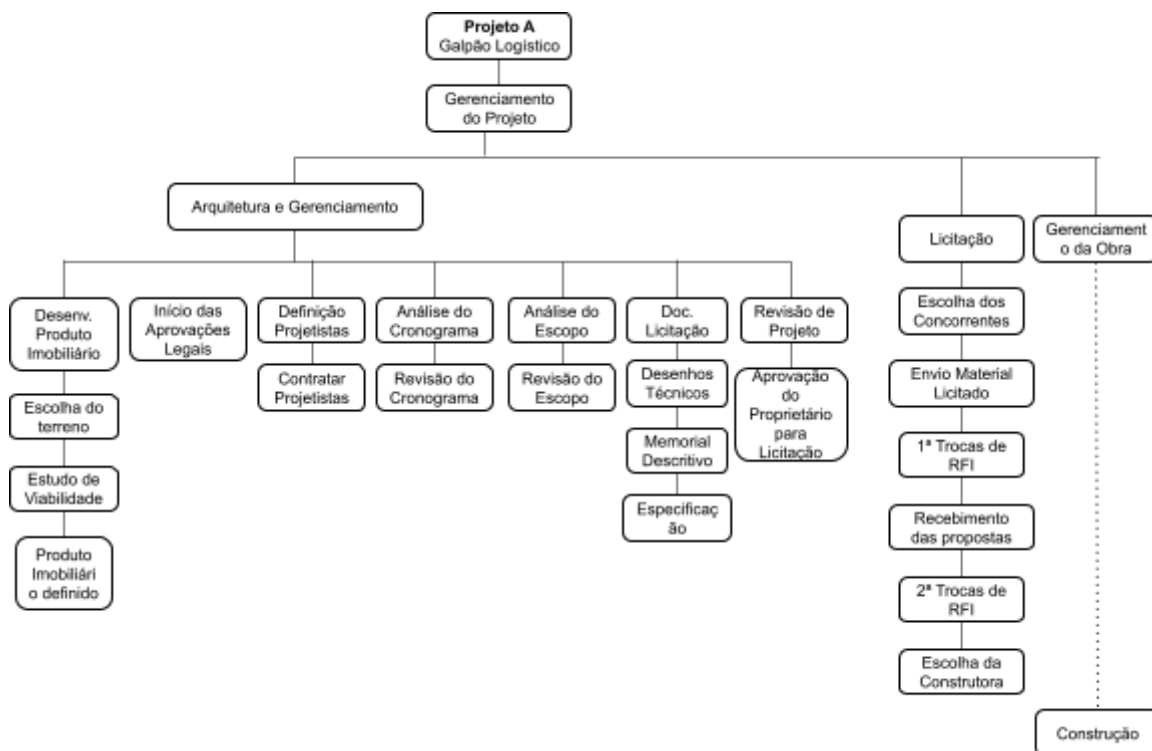 Projeto A
Galpão Logístico
Gerenciamento
do Projeto
Arquitetura e Gerenciamento
Licitação
Gerenciament
o da Obra
Desenv.
Produto
Imobiliário
Início das
Aprovações
Legais
Definição
Projetistas
Análise do
Cronograma
Análise do
Escopo
Doc.
Licitação
Revisão de
Projeto
Escolha dos
Concorrentes
Contratar
Projetistas
Revisão do
Cronograma
Revisão do
Escopo
Desenhos
Técnicos
Aprovação
do
Proprietário
para
Licitação
Envio Material
Licitado
Escolha do
terreno
Memorial
Descritivo
1ª Trocas de
RFI
Estudo de
Viabilidade
Especificaç
ão
Recebimento
das propostas
Produto
Imobiliári
o definido
2ª Trocas de
RFI
Escolha da
Construtora
Construção